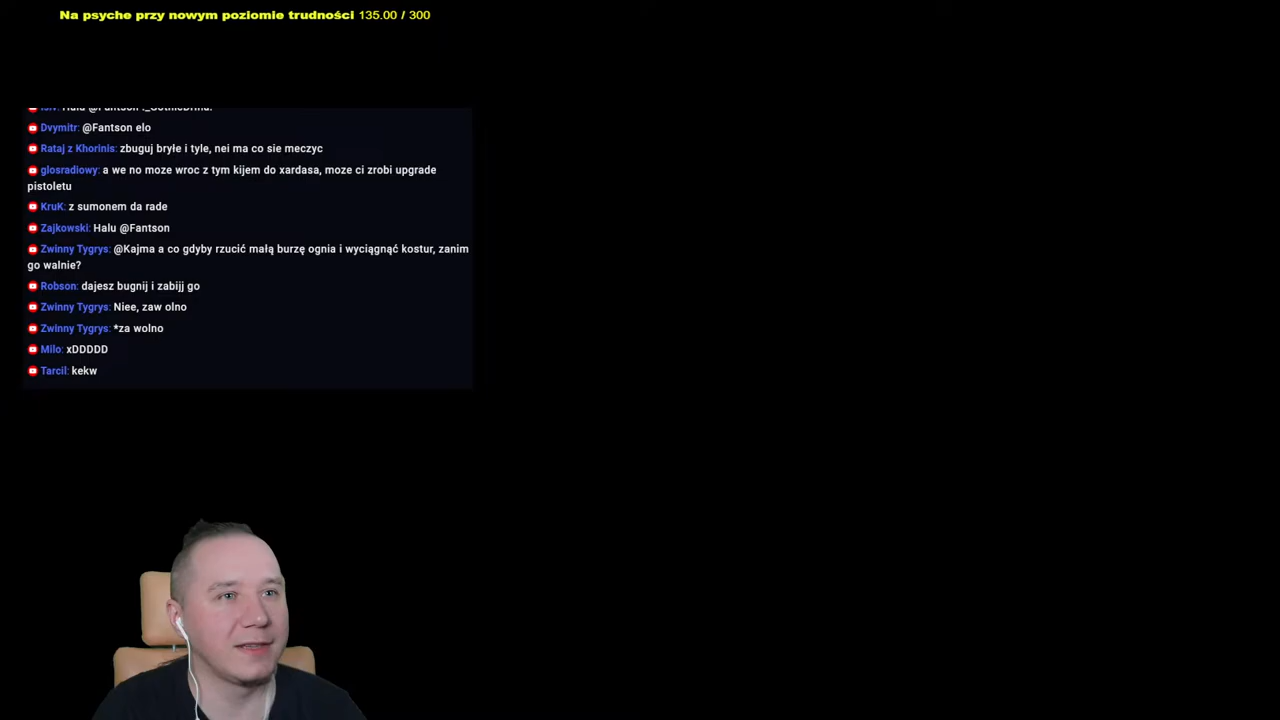 Na psyche przy nowym poziomie trudności 135.00 / 300
Dvymitr: @Fantson elo
Rataj z Khorinis: zbuguj bryłe i tyle, nei ma co sie meczyc
glosradiowy: a we no moze wroc z tym kijem do xardasa, moze ci zrobi upgrade
pistoletu
KruK: z sumonem da rade
Zajkowski: Halu @Fantson
Zwinny Tygrys: @Kajma a co gdyby rzucić małą burzę ognia i wyciągnąć kostur, zanim
go walnie?
Robson: dajesz bugnij i zabijj go
Zwinny Tygrys: Niee, zaw olno
Zwinny Tygrys: *za wolno
Milo: xDDDDD
Tarcil: kekw